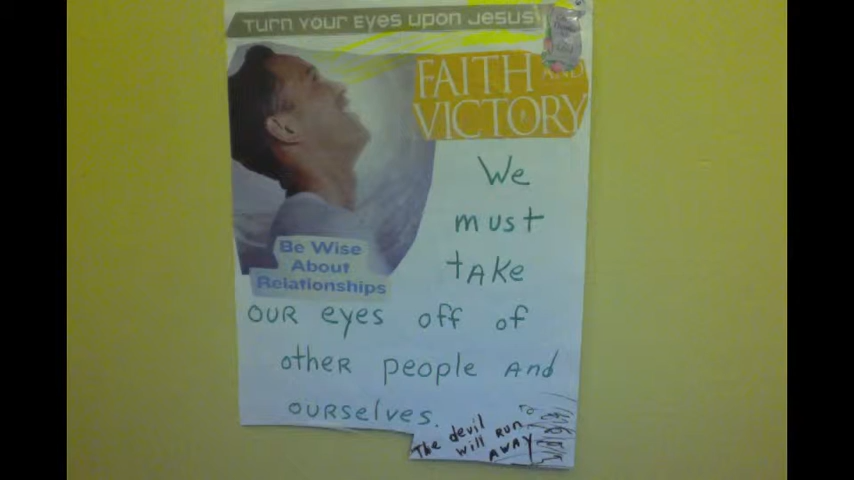 TURN YOUR EYES UPON JESUS
FAITH AND
VICTORY
Be Wise
About
Relationships
We
must
tAKe
OUR eyes off of
otheR people And
OURselves.
The devil
will RUN
AWAY